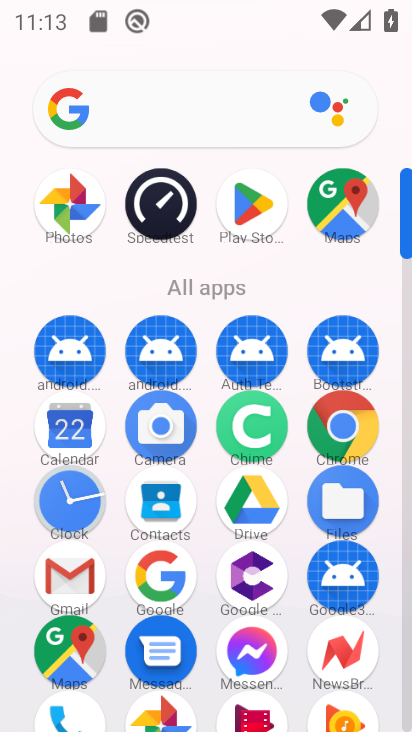 11:13
Photos Speedtest Play Sto... Maps
All apps
android.... android.... Auth Te... Bootstr...
22
Calendar Camera Chime Chrome
Clock Contacts Drive Files
Gmail Google Google ... Google3...
Maps Messag... Messen... NewsBr...